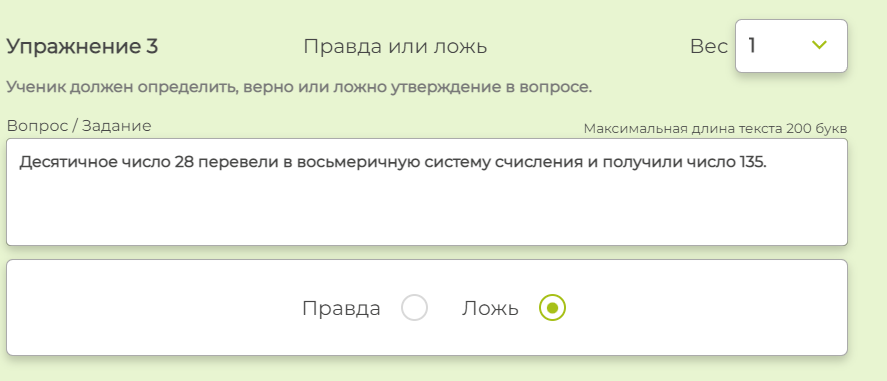 Упражнение 3 Правда или ложь Вес 1
Ученик должен определить, верно или ложно утверждение в вопросе.
Вопрос / Задание Максимальная длина текста 200 букв
Десятичное число 28 перевели в восьмеричную систему счисления и получили число 135.
Правда Ложь